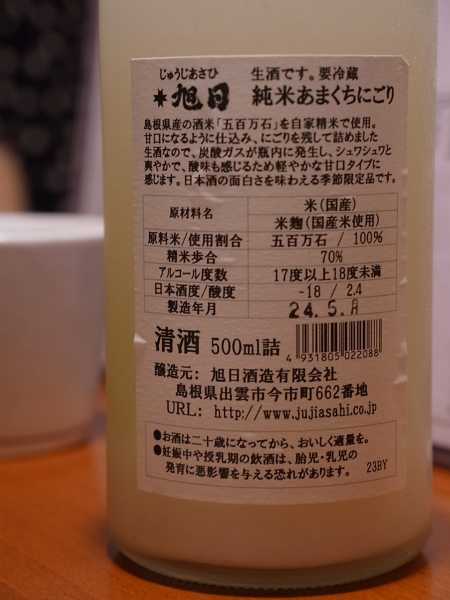 じゅうじあさひ
旭日
生酒です。要冷蔵
純米あまくちにごり
島根県産の酒米「五百万石」を自家精米で使用。
甘口になるように仕込み、にごりを残して詰めました
生酒なので、炭酸ガスが瓶内に発生し、シュワシュワと
爽やかで、酸味も感じるため軽やかな甘口タイプに
感じます。日本酒の面白さを味わえる季節限定品です。
原材料名 米(国産)
米麹(国産米使用)
原料米/使用割合 五百万石 / 100%
精米歩合 70%
アルコール度数 17度以上18度未満
日本酒度/酸度 -18 / 2.4
製造年月 24.5.月
清酒 500ml詰
4 931805 022088
醸造元: 旭日酒造有限会社
島根県出雲市今市町662番地
URL: http://www.jujiasahi.co.jp
●お酒は二十歳になってから、おいしく適量を。
●妊娠中や授乳期の飲酒は、胎児・乳児の
発育に悪影響を与える恐れがあります。 23BY